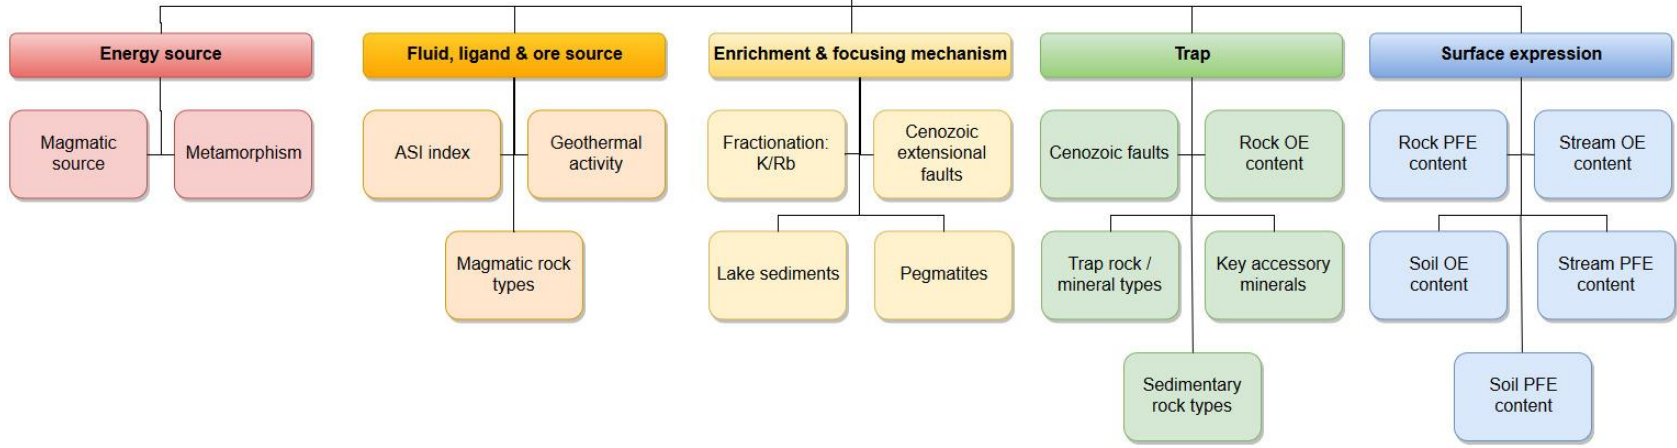 Energy source
Fluid, ligand & ore source
Enrichment & focusing mechanism
Trap
Surface expression
Magmatic
source
Metamorphism
ASI index
Geothermal
activity
Fractionation:
K/Rb
Cenozoic
extensional
faults
Cenozoic faults
Rock OE
content
Rock PFE
content
Stream OE
content
Magmatic rock
types
Lake sediments
Pegmatites
Trap rock /
mineral types
Key accessory
minerals
Soil OE
content
Stream PFE
content
Sedimentary
rock types
Soil PFE
content